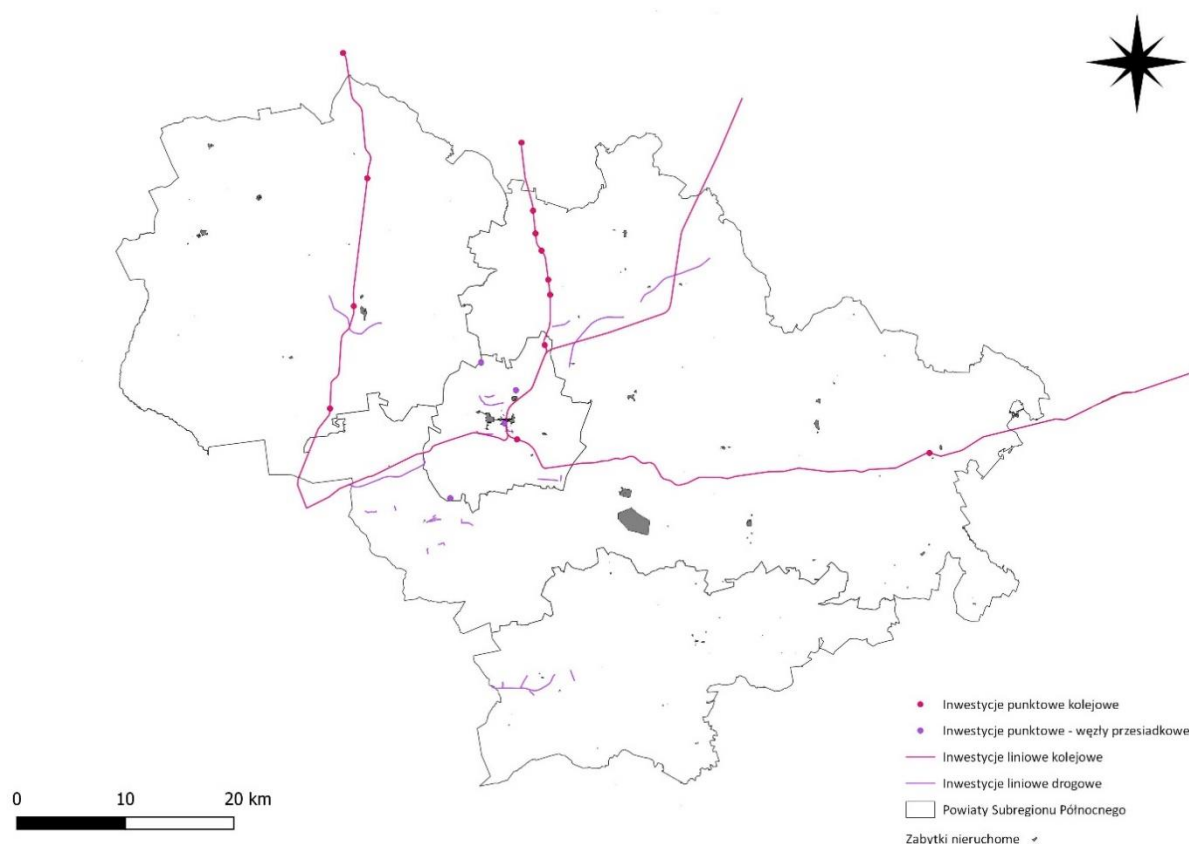 Inwestycje punktowe kolejowe
Inwestycje punktowe - węzły przesiadkowe
Inwestycje liniowe kolejowe
Inwestycje liniowe drogowe
Powiaty Subregionu Północnego
Zabytki nieruchome
0 10 20 km